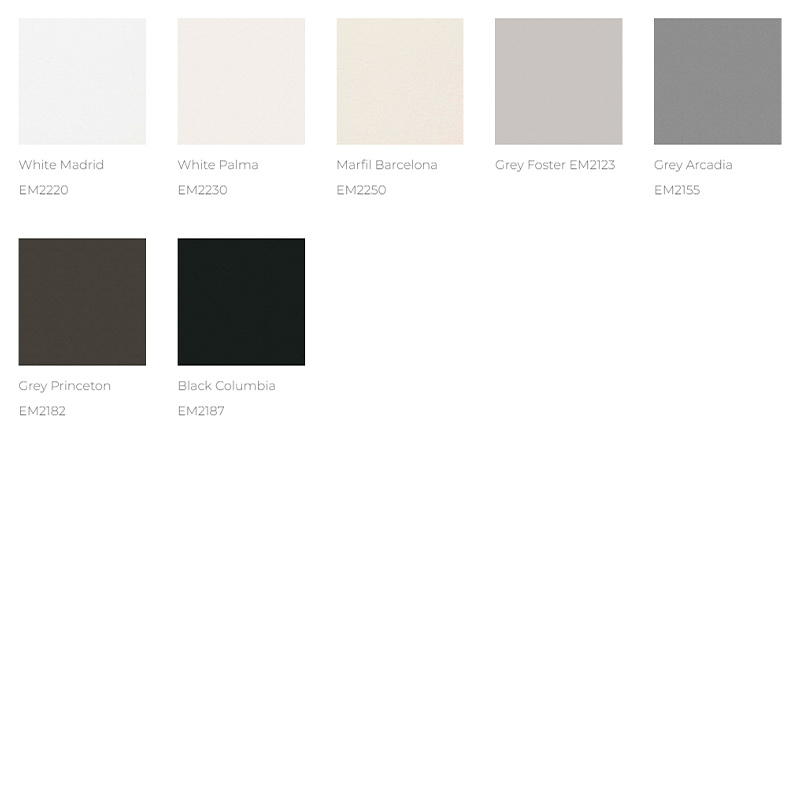 White Madrid
EM2220
White Palma
EM2230
Marfil Barcelona
EM2250
Grey Foster EM2123
Grey Arcadia
EM2155
Grey Princeton
EM2182
Black Columbia
EM2187